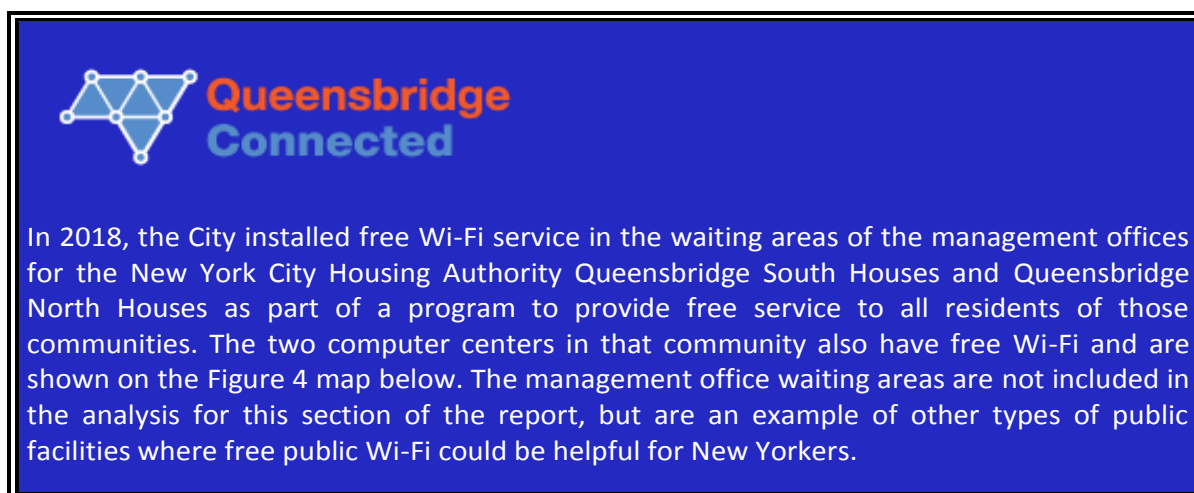 Queensbridge
Connected
In 2018, the City installed free Wi-Fi service in the waiting areas of the management offices
for the New York City Housing Authority Queensbridge South Houses and Queensbridge
North Houses as part of a program to provide free service to all residents of those
communities. The two computer centers in that community also have free Wi-Fi and are
shown on the Figure 4 map below. The management office waiting areas are not included in
the analysis for this section of the report, but are an example of other types of public
facilities where free public Wi-Fi could be helpful for New Yorkers.